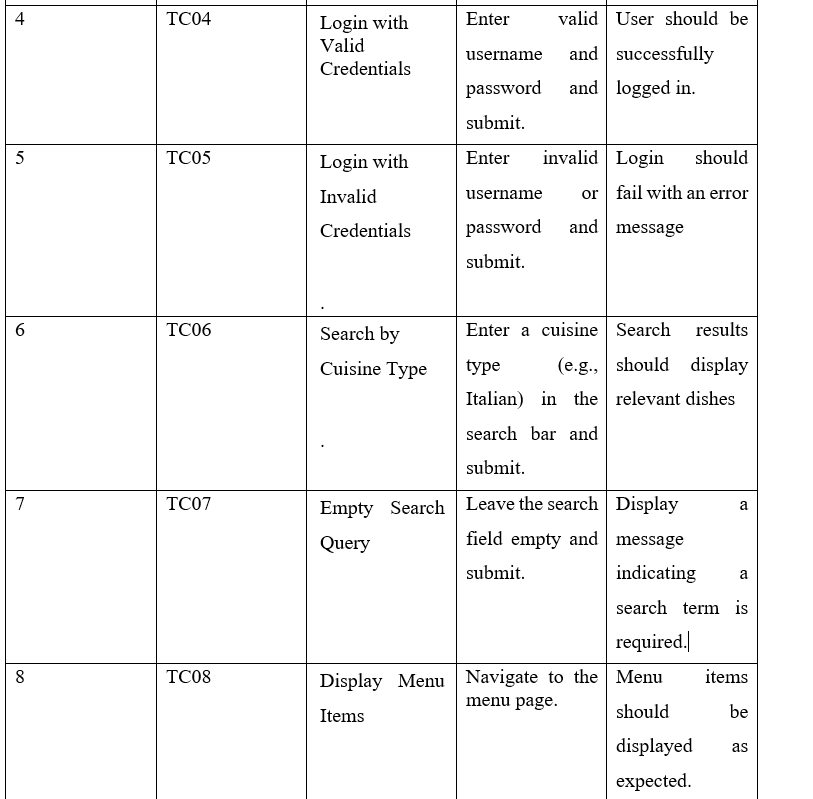 4
TC04
Login with
Valid
Credentials
Enter valid
username and
password and
submit.
User should be
successfully
logged in.
5
TC05
Login with
Invalid
Credentials
.
Enter invalid
username or
password and
submit.
Login should
fail with an error
message
6
TC06
Search by
Cuisine Type
.
Enter a cuisine
type (e.g.,
Italian) in the
search bar and
submit.
Search results
should display
relevant dishes
7
TC07
Empty Search
Query
Leave the search
field empty and
submit.
Display a
message
indicating a
search term is
required.
8
TC08
Display Menu
Items
Navigate to the
menu page.
Menu items
should be
displayed as
expected.